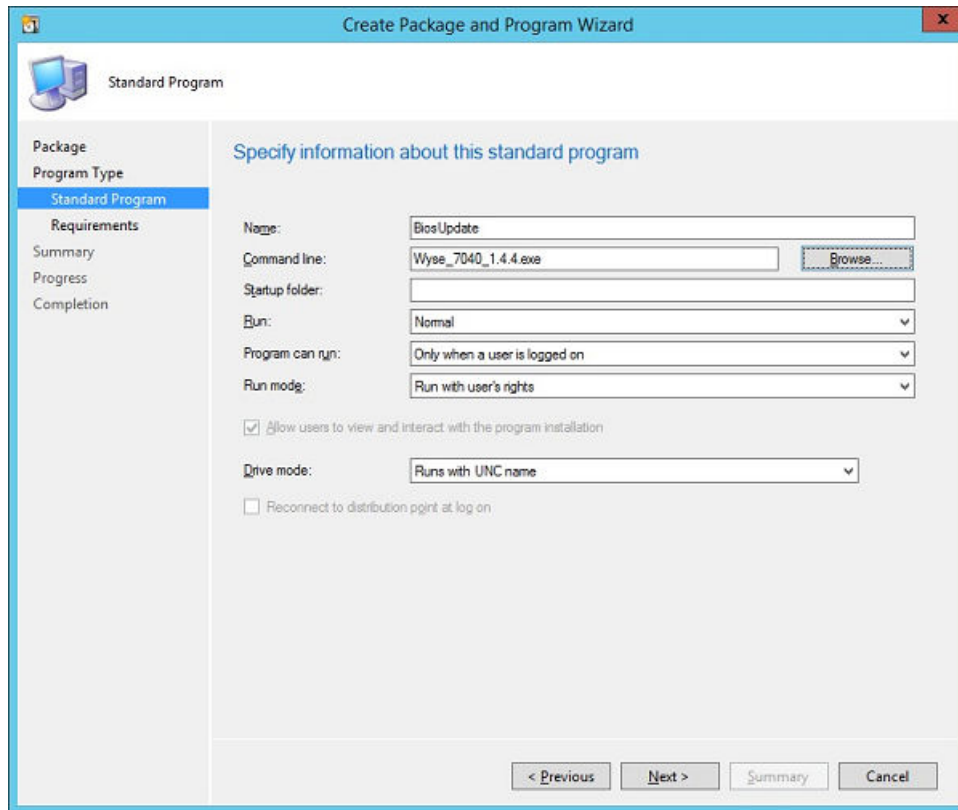 Create Package and Program Wizard
x
Standard Program
Package
Program Type
Standard Program
Requirements
Summary
Progress
Completion
Specify information about this standard program
Name: BiosUpdate
Command line: Wyse_7040_1.4.4.exe Browse...
Startup folder:
Run: Normal
Program can run: Only when a user is logged on
Run mode: Run with user's rights
Allow users to view and interact with the program installation
Drive mode: Runs with UNC name
Reconnect to distribution point at log on
< Previous Next > Summary Cancel